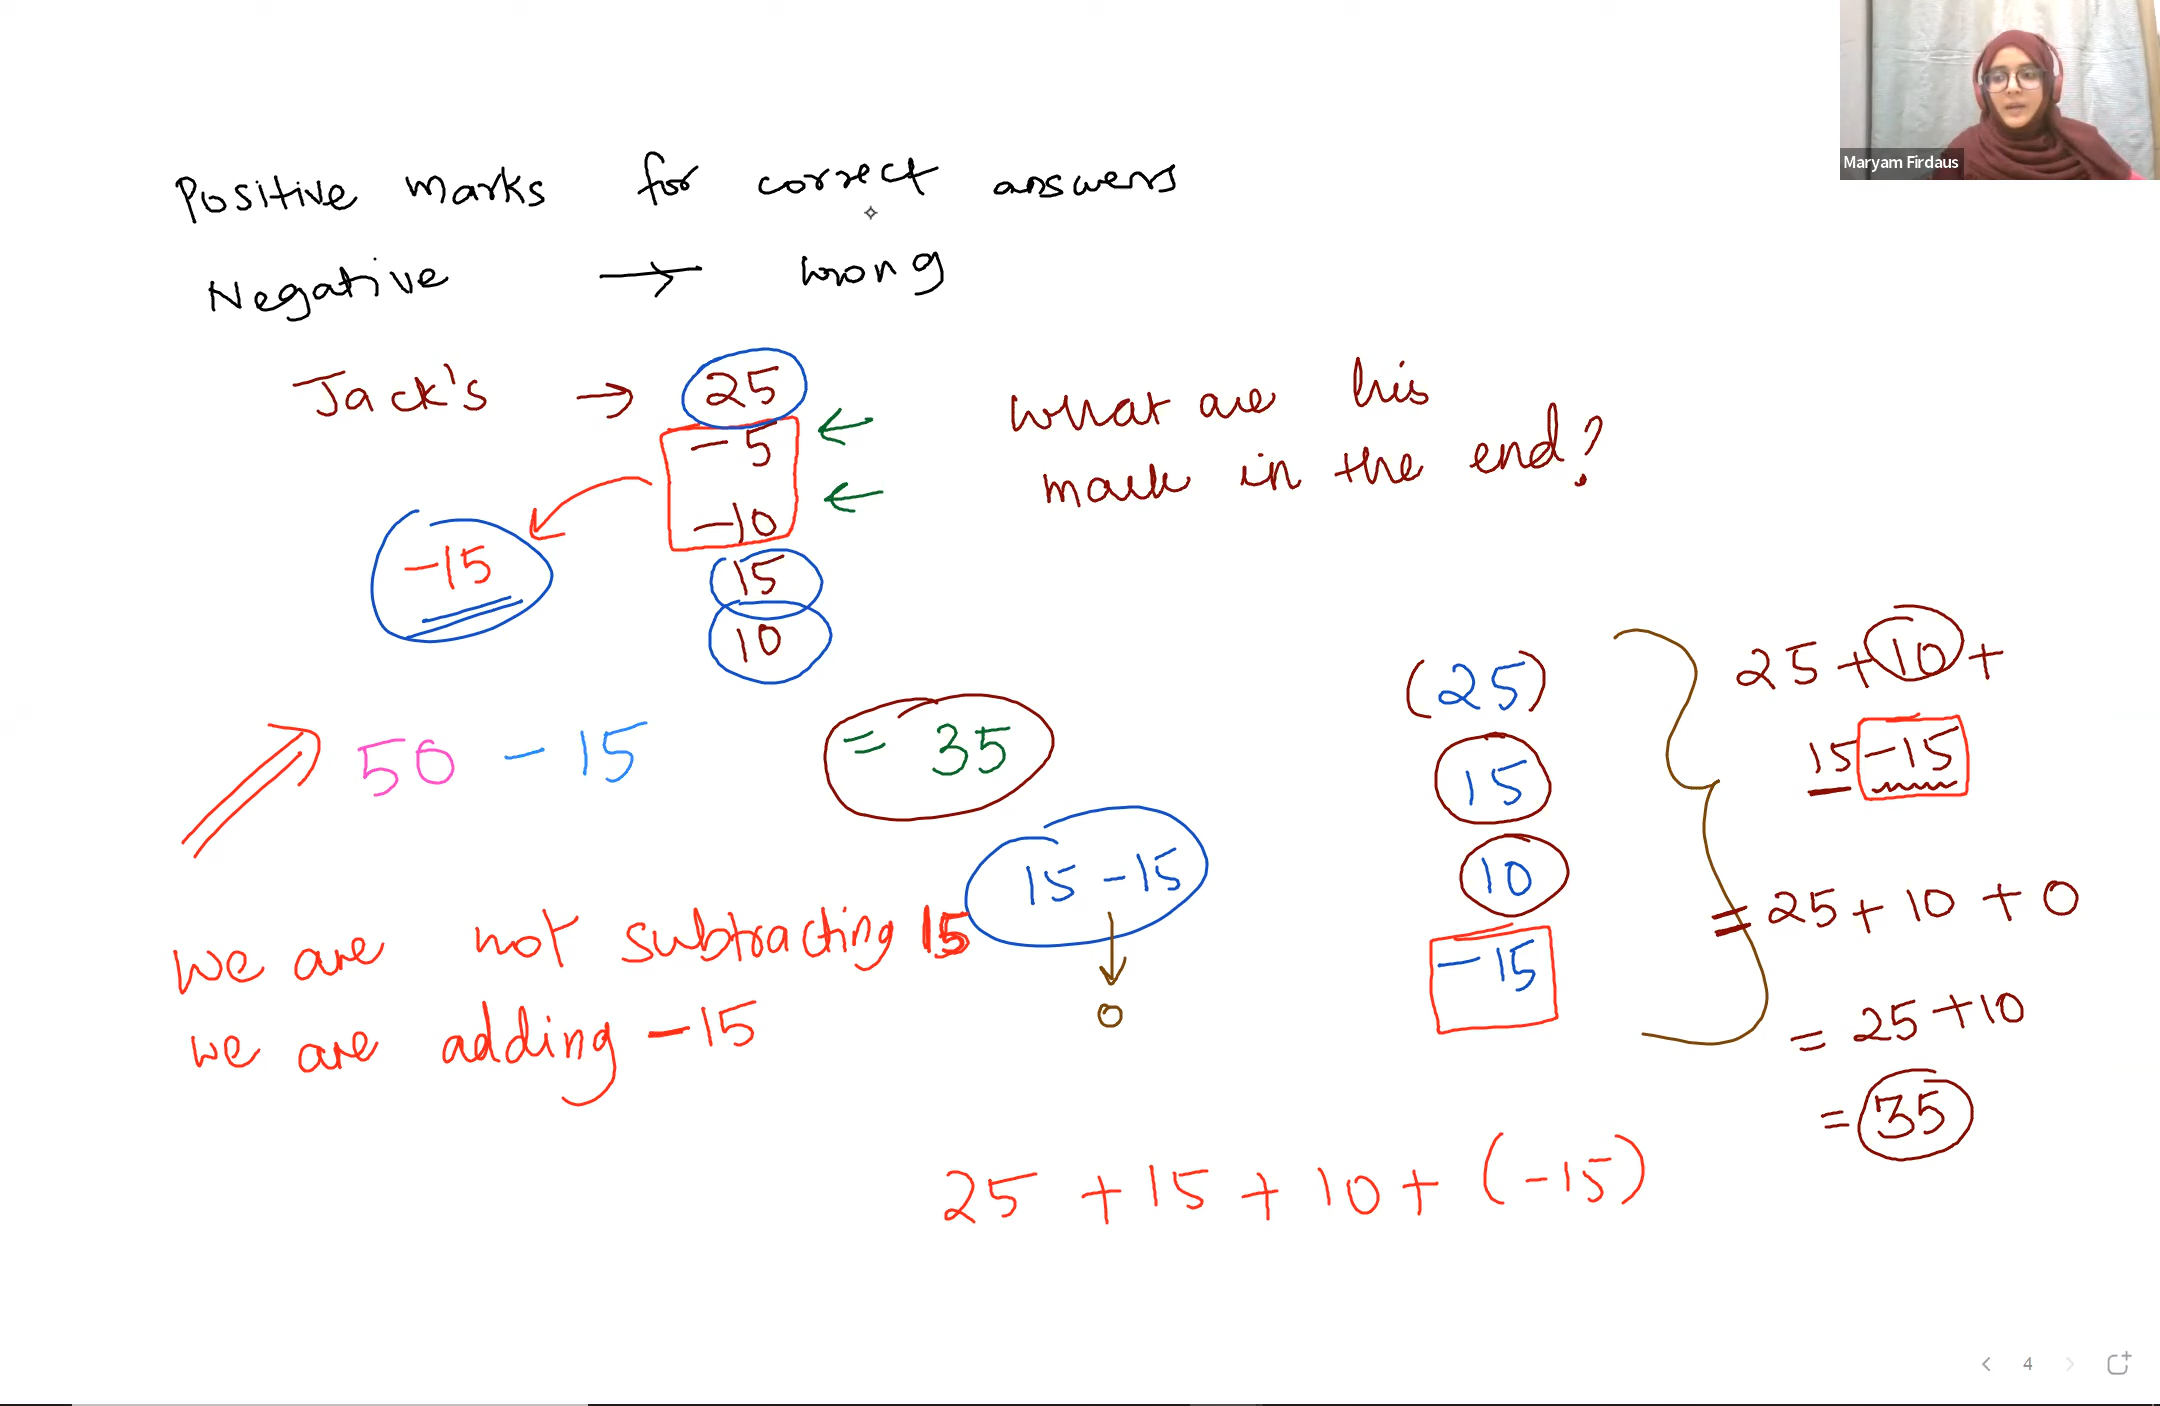 Maryam Firdaus
Positive marks for correct answers
Negative → wrong
Jack's → 25
-5
-10
15
10
-15
What are his
mark in the end?
50 - 15 = 35
15 - 15
0
We are not subtracting 15
we are adding -15
(25)
15
10
-15
25 + 10 +
15 -15
= 25 + 10 + 0
= 25 + 10
= 35
25 + 15 + 10 + (-15)
4